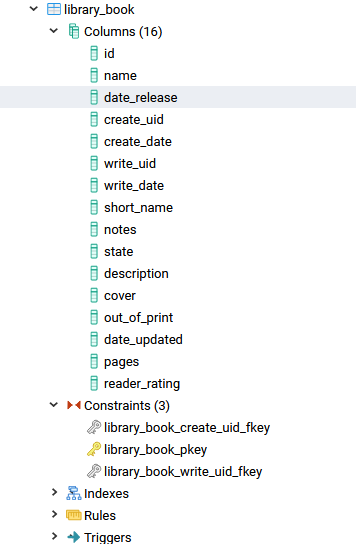 library_book
Columns (16)
id
name
date_release
create_uid
create_date
write_uid
write_date
short_name
notes
state
description
cover
out_of_print
date_updated
pages
reader_rating
Constraints (3)
library_book_create_uid_fkey
library_book_pkey
library_book_write_uid_fkey
Indexes
Rules
Triggers